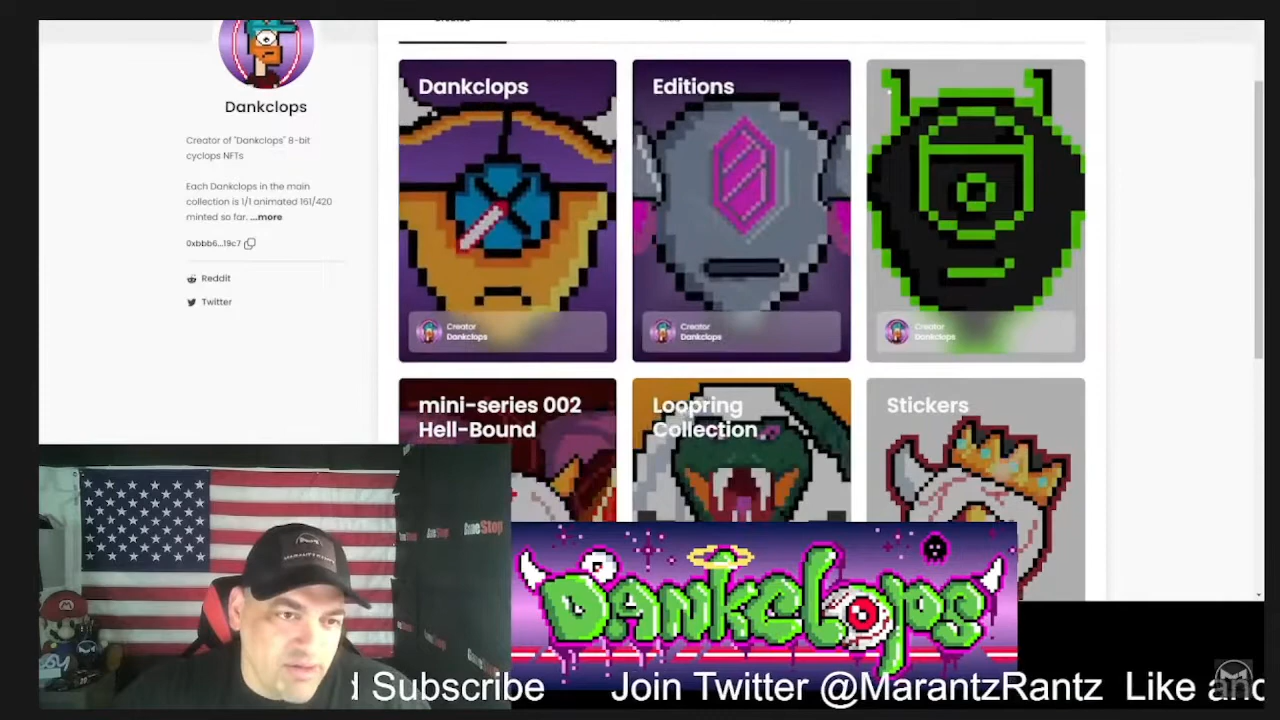 Dankclops
Creator of "Dankclops" 8-bit
cyclops NFTs
Each Dankclops in the main
collection is 1/1 animated 161/420
minted so far. ...more
0xbbb6...19c7
Reddit
Twitter
Dankclops
Creator
Dankclops
Editions
Creator
Dankclops
Creator
Dankclops
mini-series 002
Hell-Bound
Loopring
Collection
Stickers
GameStop
DAnkclops
d Subscribe Join Twitter @MarantzRantz Like and